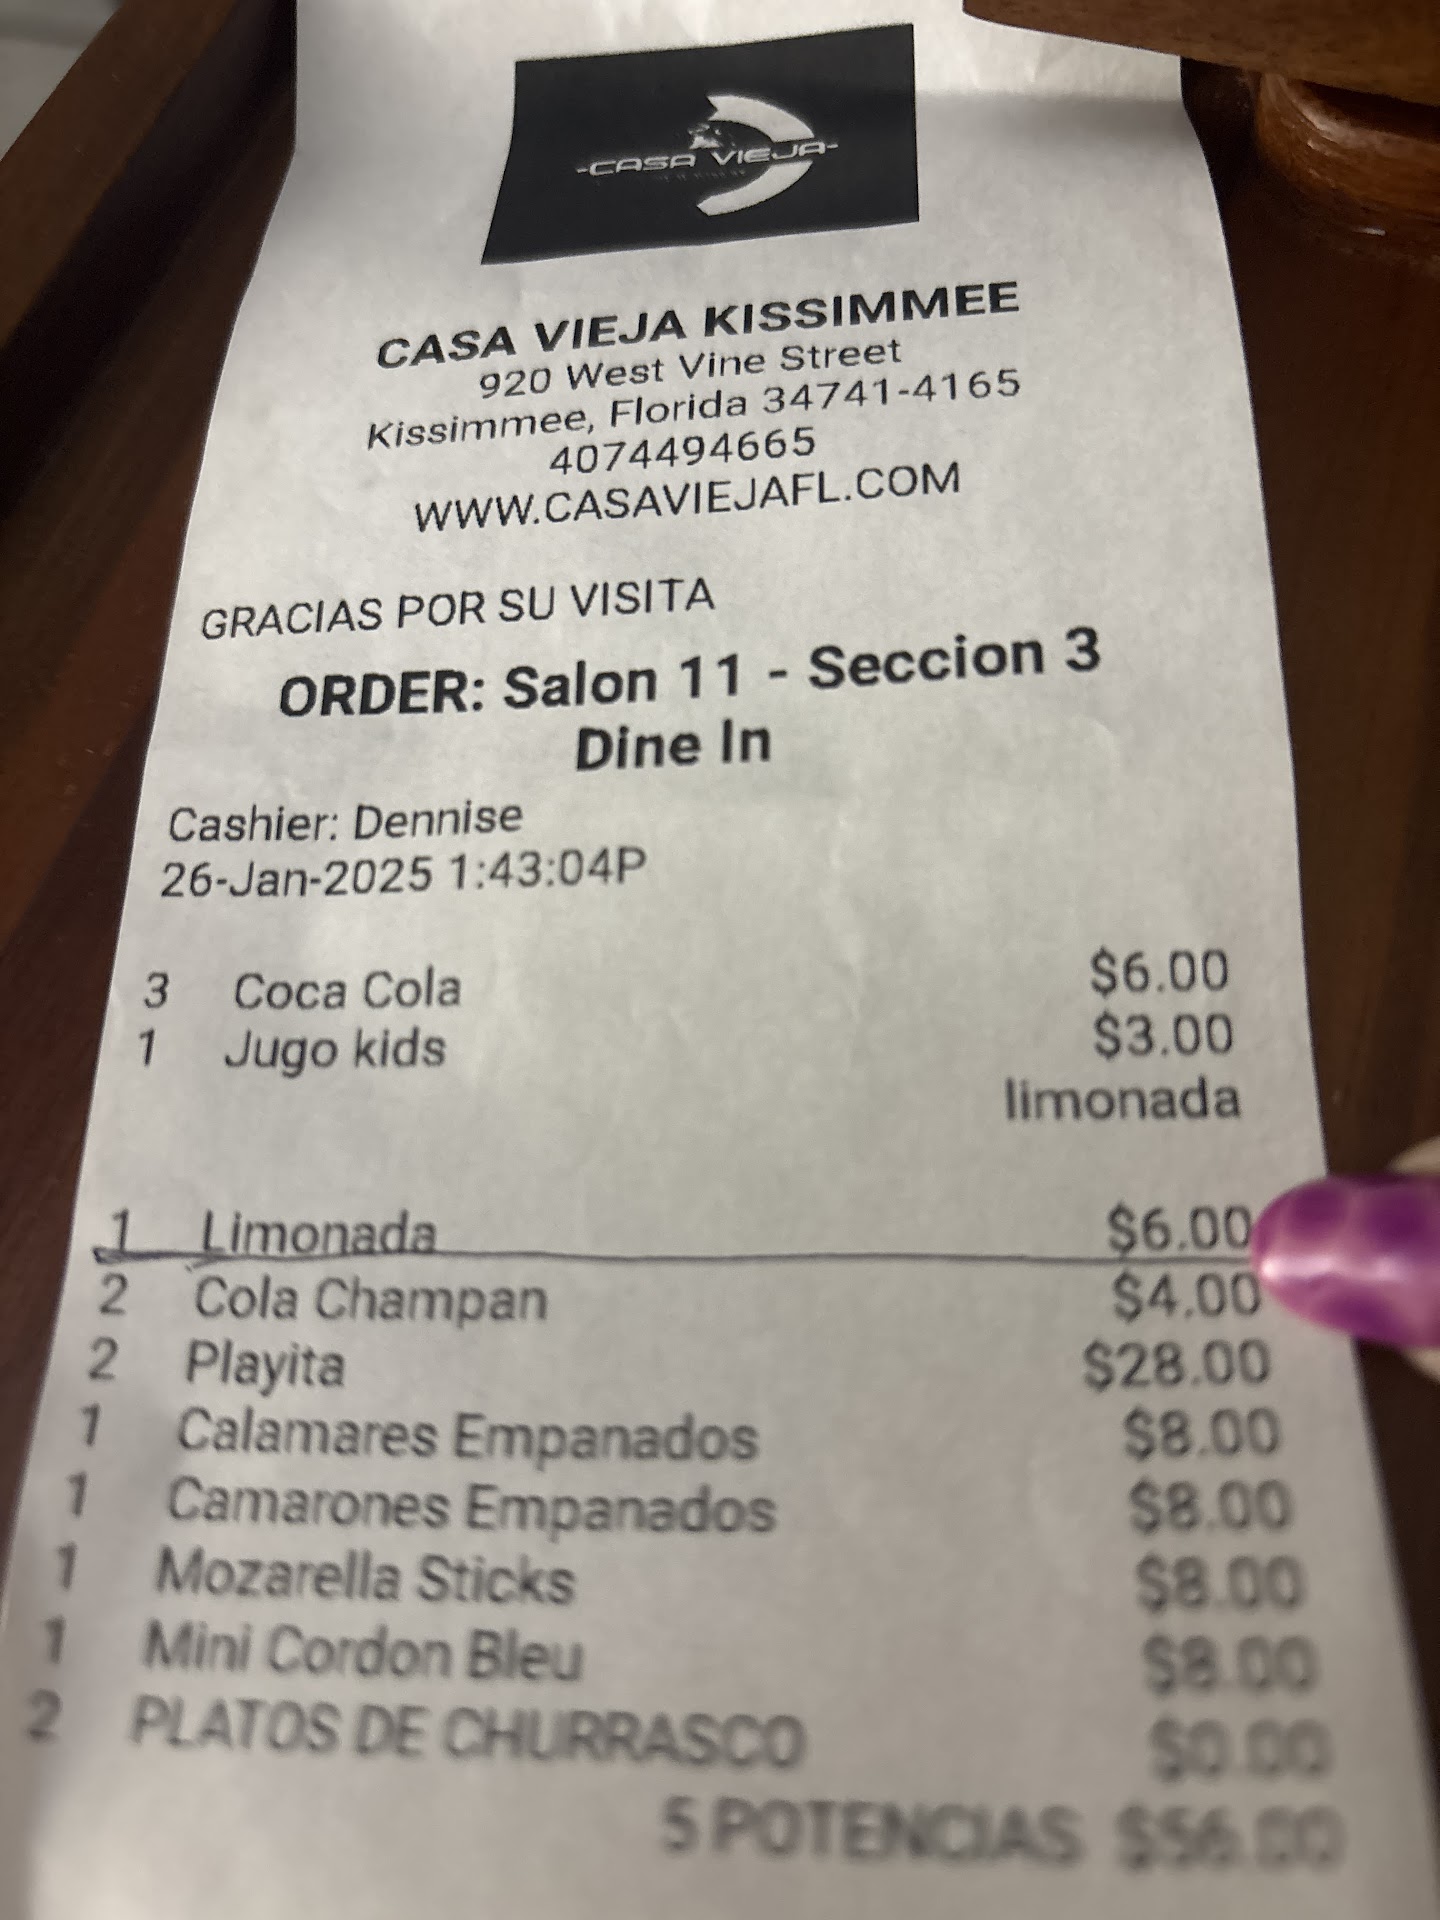 -CASA VIEJA-
CASA VIEJA KISSIMMEE
920 West Vine Street
Kissimmee, Florida 34741-4165
4074494665
WWW.CASAVIEJAFL.COM
GRACIAS POR SU VISITA
ORDER: Salon 11 - Seccion 3
Dine In
Cashier: Dennise
26-Jan-2025 1:43:04P
3 Coca Cola $6.00
1 Jugo kids $3.00
limonada
1 Limonada $6.00
2 Cola Champan $4.00
2 Playita $28.00
1 Calamares Empanados $8.00
1 Camarones Empanados $8.00
1 Mozarella Sticks $8.00
1 Mini Cordon Bleu $8.00
2 PLATOS DE CHURRASCO $0.00
5 POTENCIAS $56.00